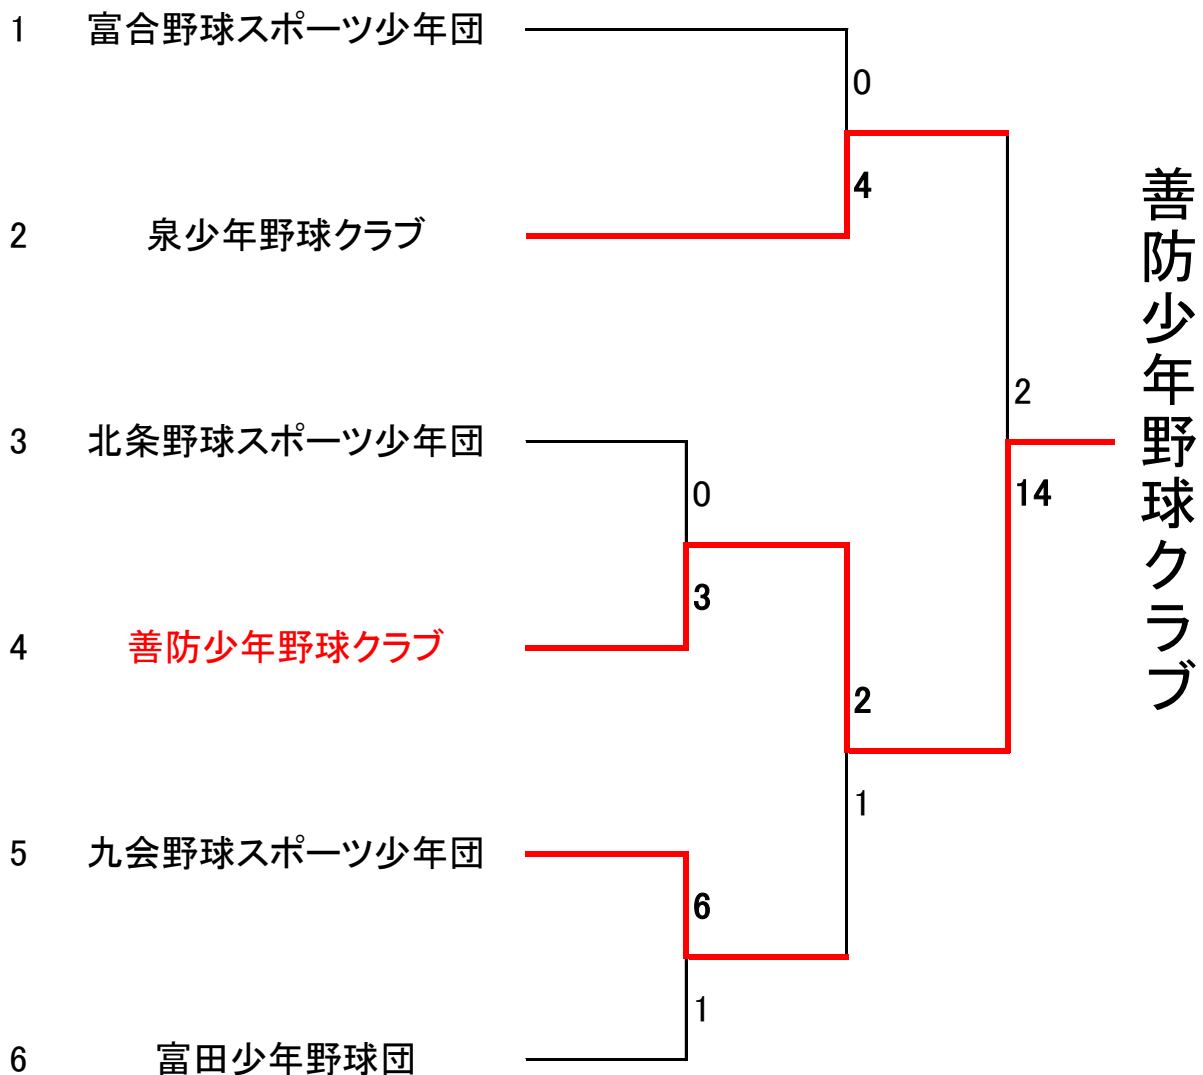 1 富合野球スポーツ少年団
0
4
2 泉少年野球クラブ
2
3 北条野球スポーツ少年団
0
14
3
4 善防少年野球クラブ
2
1
5 九会野球スポーツ少年団
6
1
6 富田少年野球団
善防少年野球クラブ